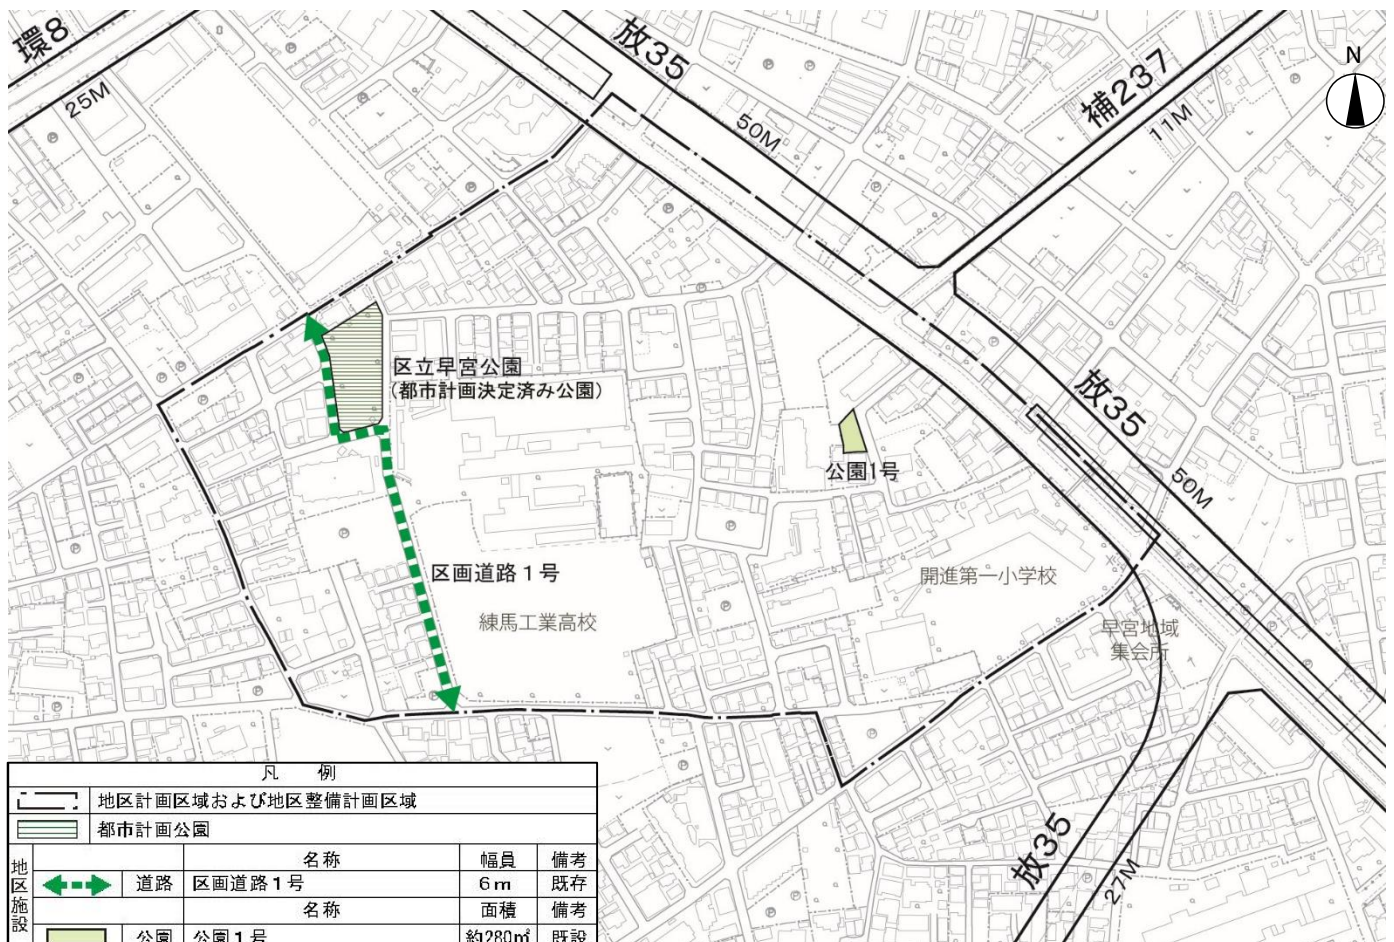 環8
25M
放35
50M
補237
11M
N
区立早宮公園
(都市計画決定済み公園)
公園1号
放35
50M
区画道路1号
練馬工業高校
開進第一小学校
早宮地域
集会所
放35
27M
凡 例
地区計画区域および地区整備計画区域
都市計画公園
地区施設
名称 幅員 備考
道路 区画道路1号 6m 既存
名称 面積 備考
公園 公園1号 約280㎡ 既設